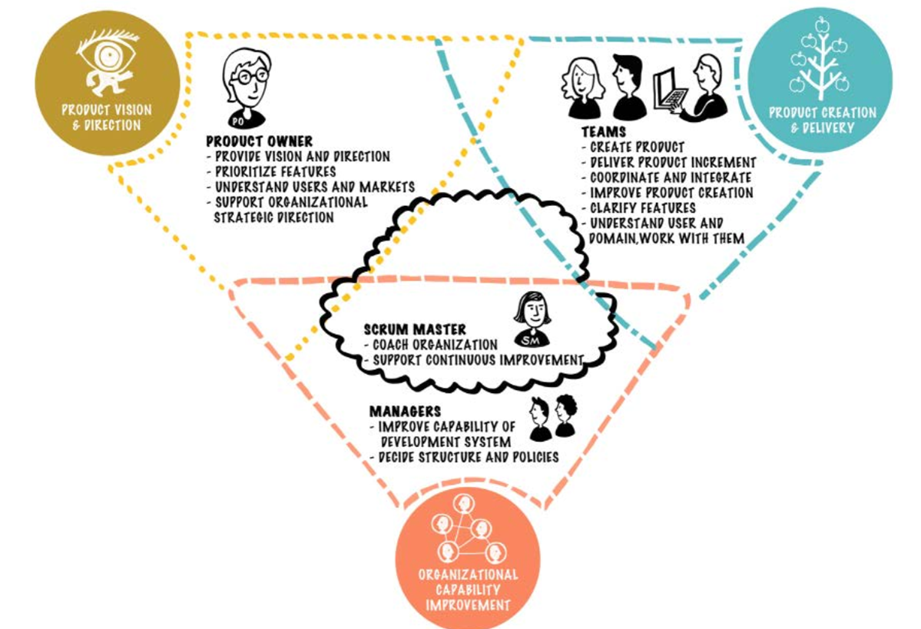 PRODUCT VISION
& DIRECTION
PO
PRODUCT OWNER
- PROVIDE VISION AND DIRECTION
- PRIORITIZE FEATURES
- UNDERSTAND USERS AND MARKETS
- SUPPORT ORGANIZATIONAL
STRATEGIC DIRECTION
TEAMS
- CREATE PRODUCT
- DELIVER PRODUCT INCREMENT
- COORDINATE AND INTEGRATE
- IMPROVE PRODUCT CREATION
- CLARIFY FEATURES
- UNDERSTAND USER AND
DOMAIN,WORK WITH THEM
PRODUCT CREATION
& DELIVERY
SCRUM MASTER
- COACH ORGANIZATION
- SUPPORT CONTINUOUS IMPROVEMENT
SM
MANAGERS
- IMPROVE CAPABILITY OF
DEVELOPMENT SYSTEM
- DECIDE STRUCTURE AND POLICIES
ORGANIZATIONAL
CAPABILITY
IMPROVEMENT